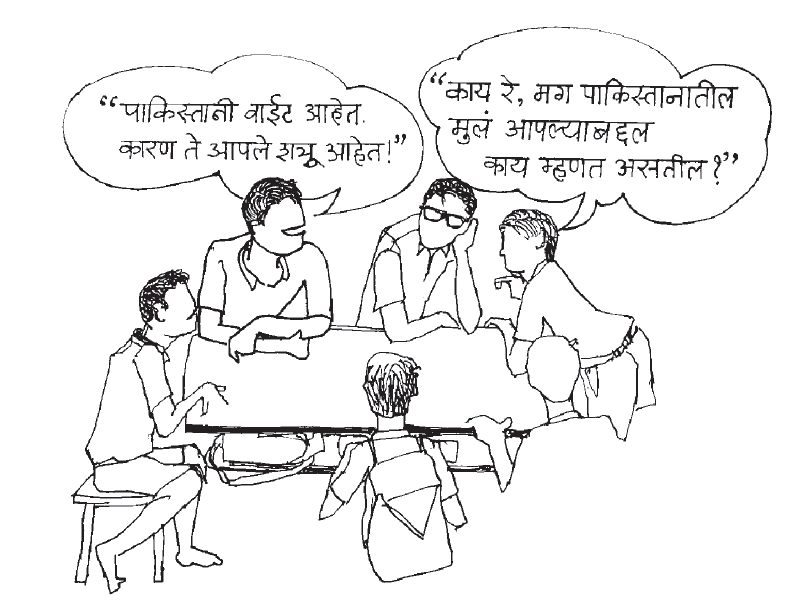 “पाकिस्तानी वाईट आहेत.
कारण ते आपले शत्रू आहेत!”
“काय रे, मग पाकिस्तानातील
मुलं आपल्याबद्दल
काय म्हणत असतील?”